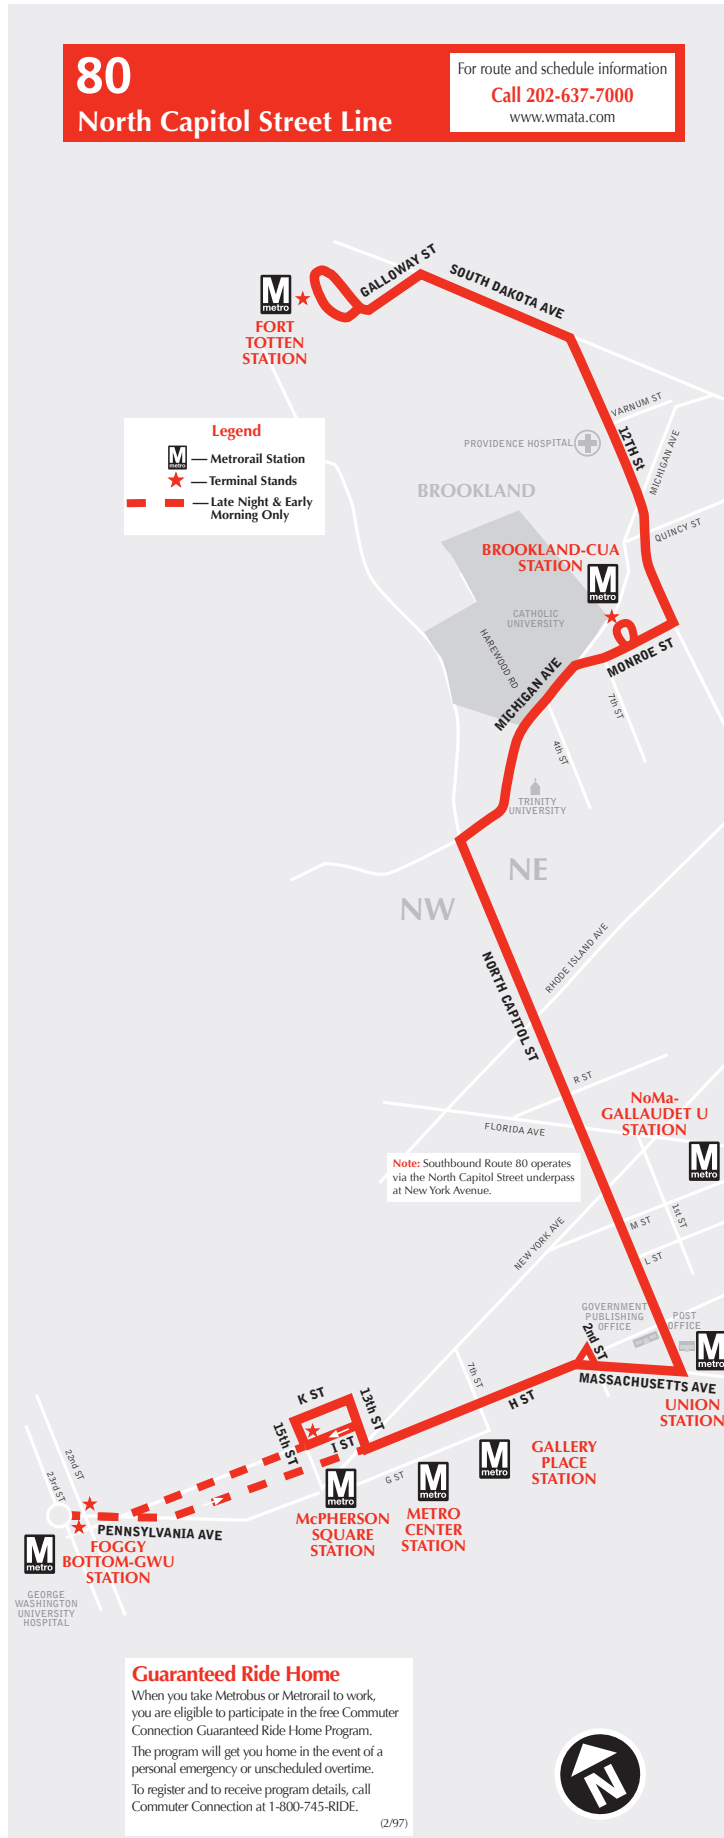 80
North Capitol Street Line
For route and schedule information
Call 202-637-7000
www.wmata.com
GALLOWAY ST
SOUTH DAKOTA AVE
M
metro
FORT
TOTTEN
STATION
VARNUM ST
12TH St
MICHIGAN AVE
PROVIDENCE HOSPITAL
Legend
M
metro
— Metrorail Station
— Terminal Stands
— Late Night & Early
Morning Only
BROOKLAND
QUINCY ST
BROOKLAND-CUA
STATION
M
metro
CATHOLIC
UNIVERSITY
HAREWOOD RD
MONROE ST
MICHIGAN AVE
7th ST
4th ST
TRINITY
UNIVERSITY
NE
NW
RHODE ISLAND AVE
NORTH CAPITOL ST
R ST
NoMa-
GALLAUDET U
STATION
M
metro
FLORIDA AVE
Note: Southbound Route 80 operates
via the North Capitol Street underpass
at New York Avenue.
1st ST
M ST
NEW YORK AVE
L ST
GOVERNMENT
PUBLISHING
OFFICE
POST
OFFICE
2nd ST
M
metro
MASSACHUSETTS AVE
UNION
STATION
7th ST
H ST
K ST
13th ST
15th ST
I ST
GALLERY
PLACE
STATION
M
metro
G ST
M
metro
METRO
CENTER
STATION
M
metro
McPHERSON
SQUARE
STATION
22nd ST
23rd ST
PENNSYLVANIA AVE
M
metro
FOGGY
BOTTOM-GWU
STATION
GEORGE
WASHINGTON
UNIVERSITY
HOSPITAL
Guaranteed Ride Home
When you take Metrobus or Metrorail to work,
you are eligible to participate in the free Commuter
Connection Guaranteed Ride Home Program.
The program will get you home in the event of a
personal emergency or unscheduled overtime.
To register and to receive program details, call
Commuter Connection at 1-800-745-RIDE.
(2/97)
N